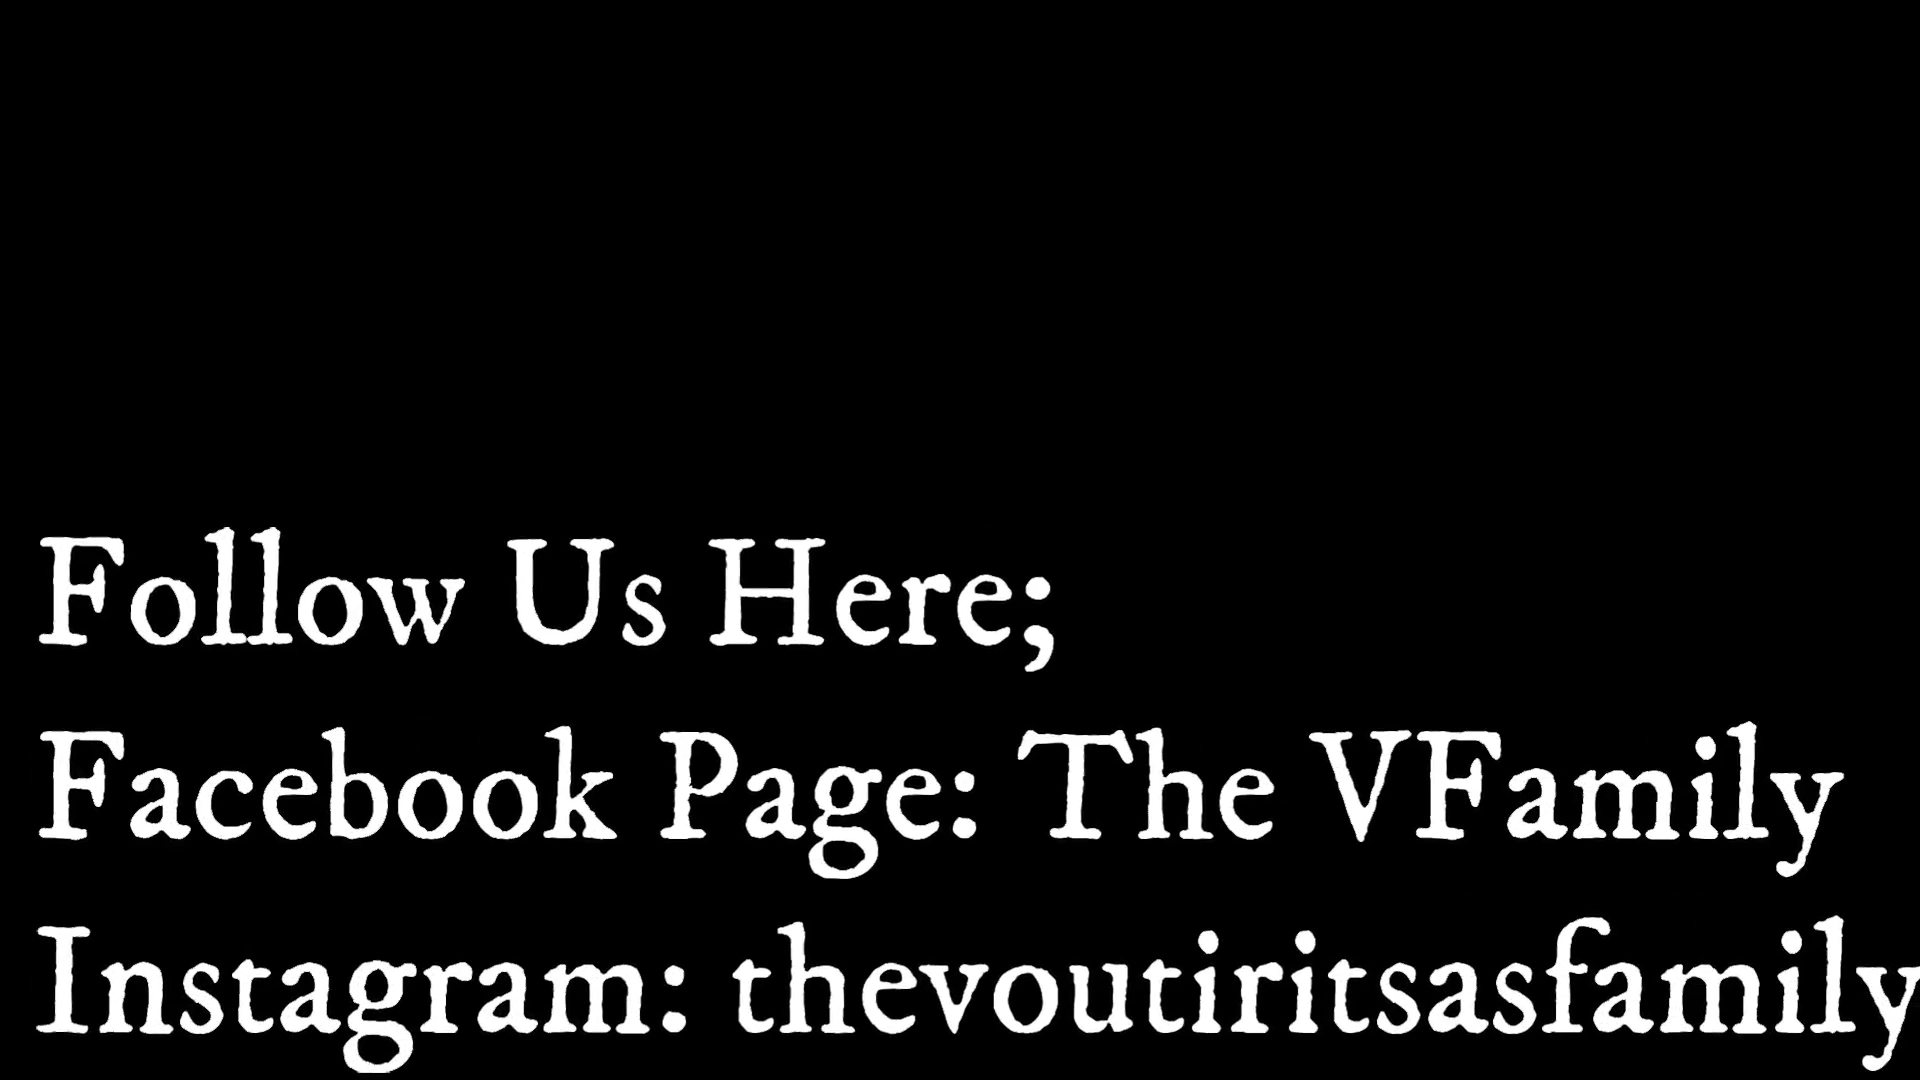 Follow Us Here;
Facebook Page: The VFamily
Instagram: thevoutiritsasfamily